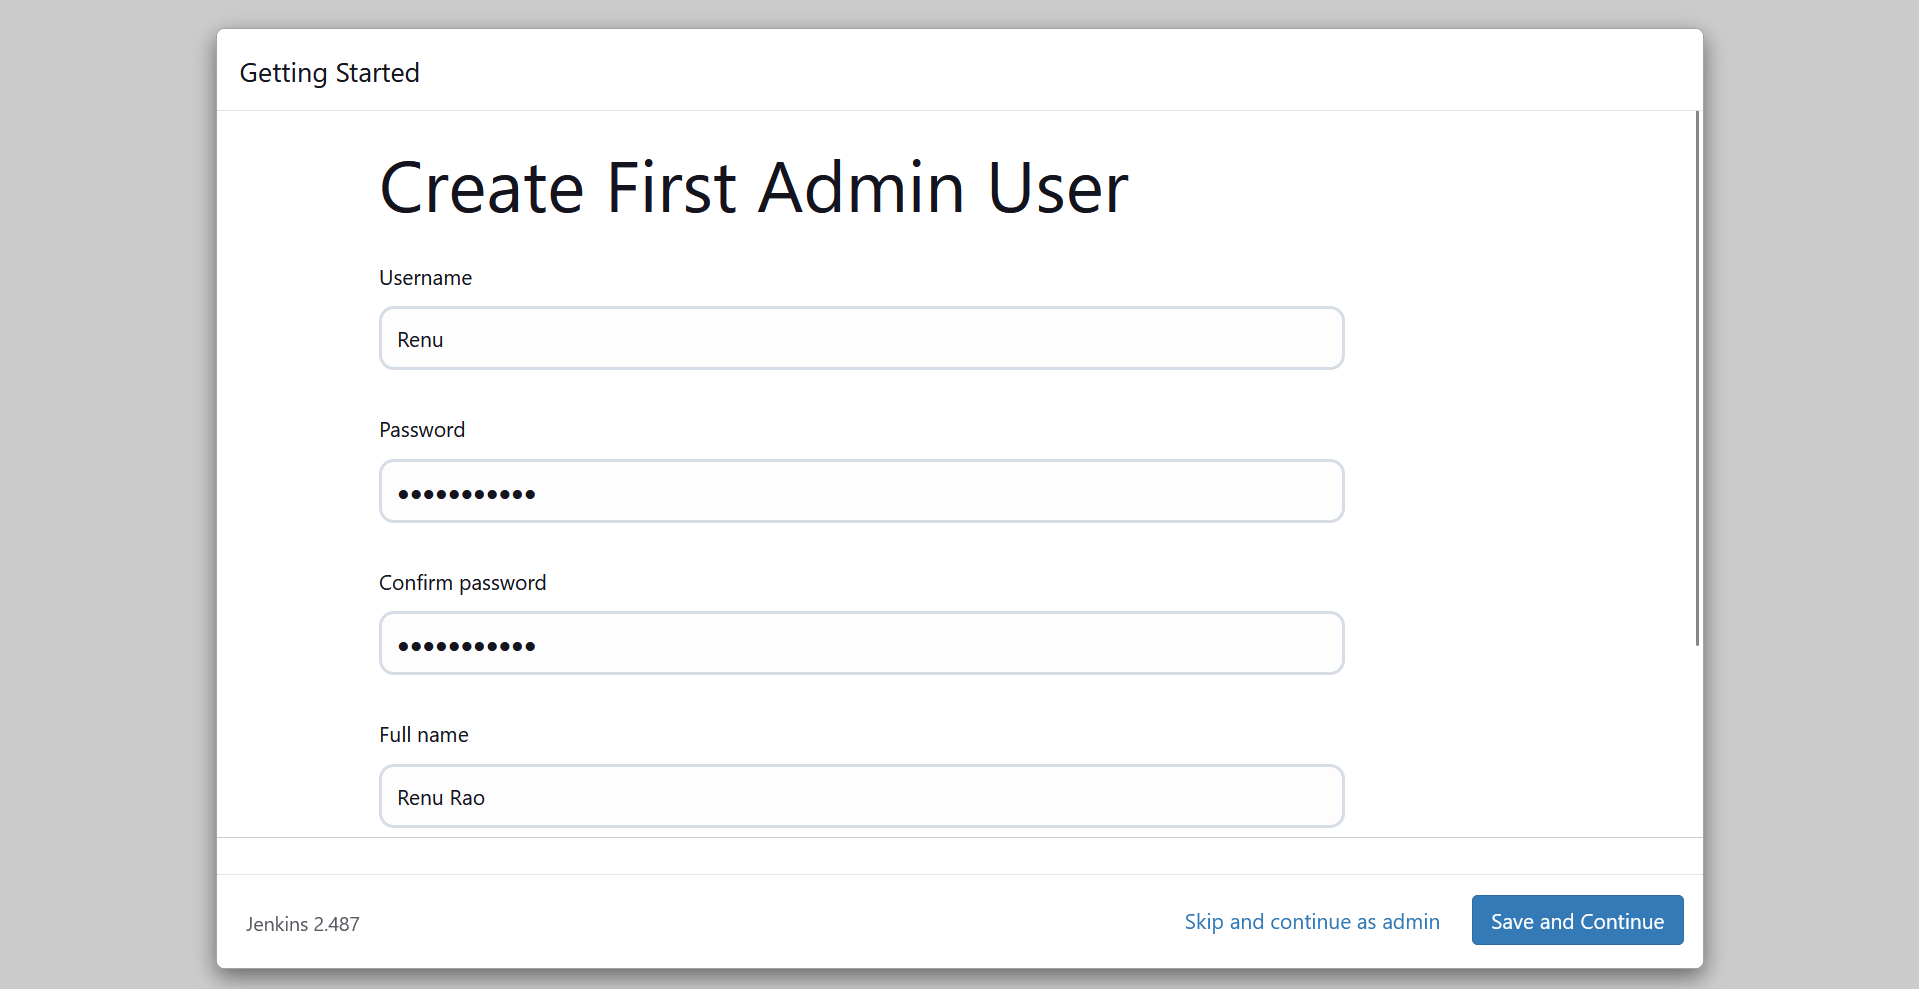 Getting Started
Create First Admin User
Username
Renu
Password
•••••••••••
Confirm password
•••••••••••
Full name
Renu Rao
Jenkins 2.487
Skip and continue as admin
Save and Continue